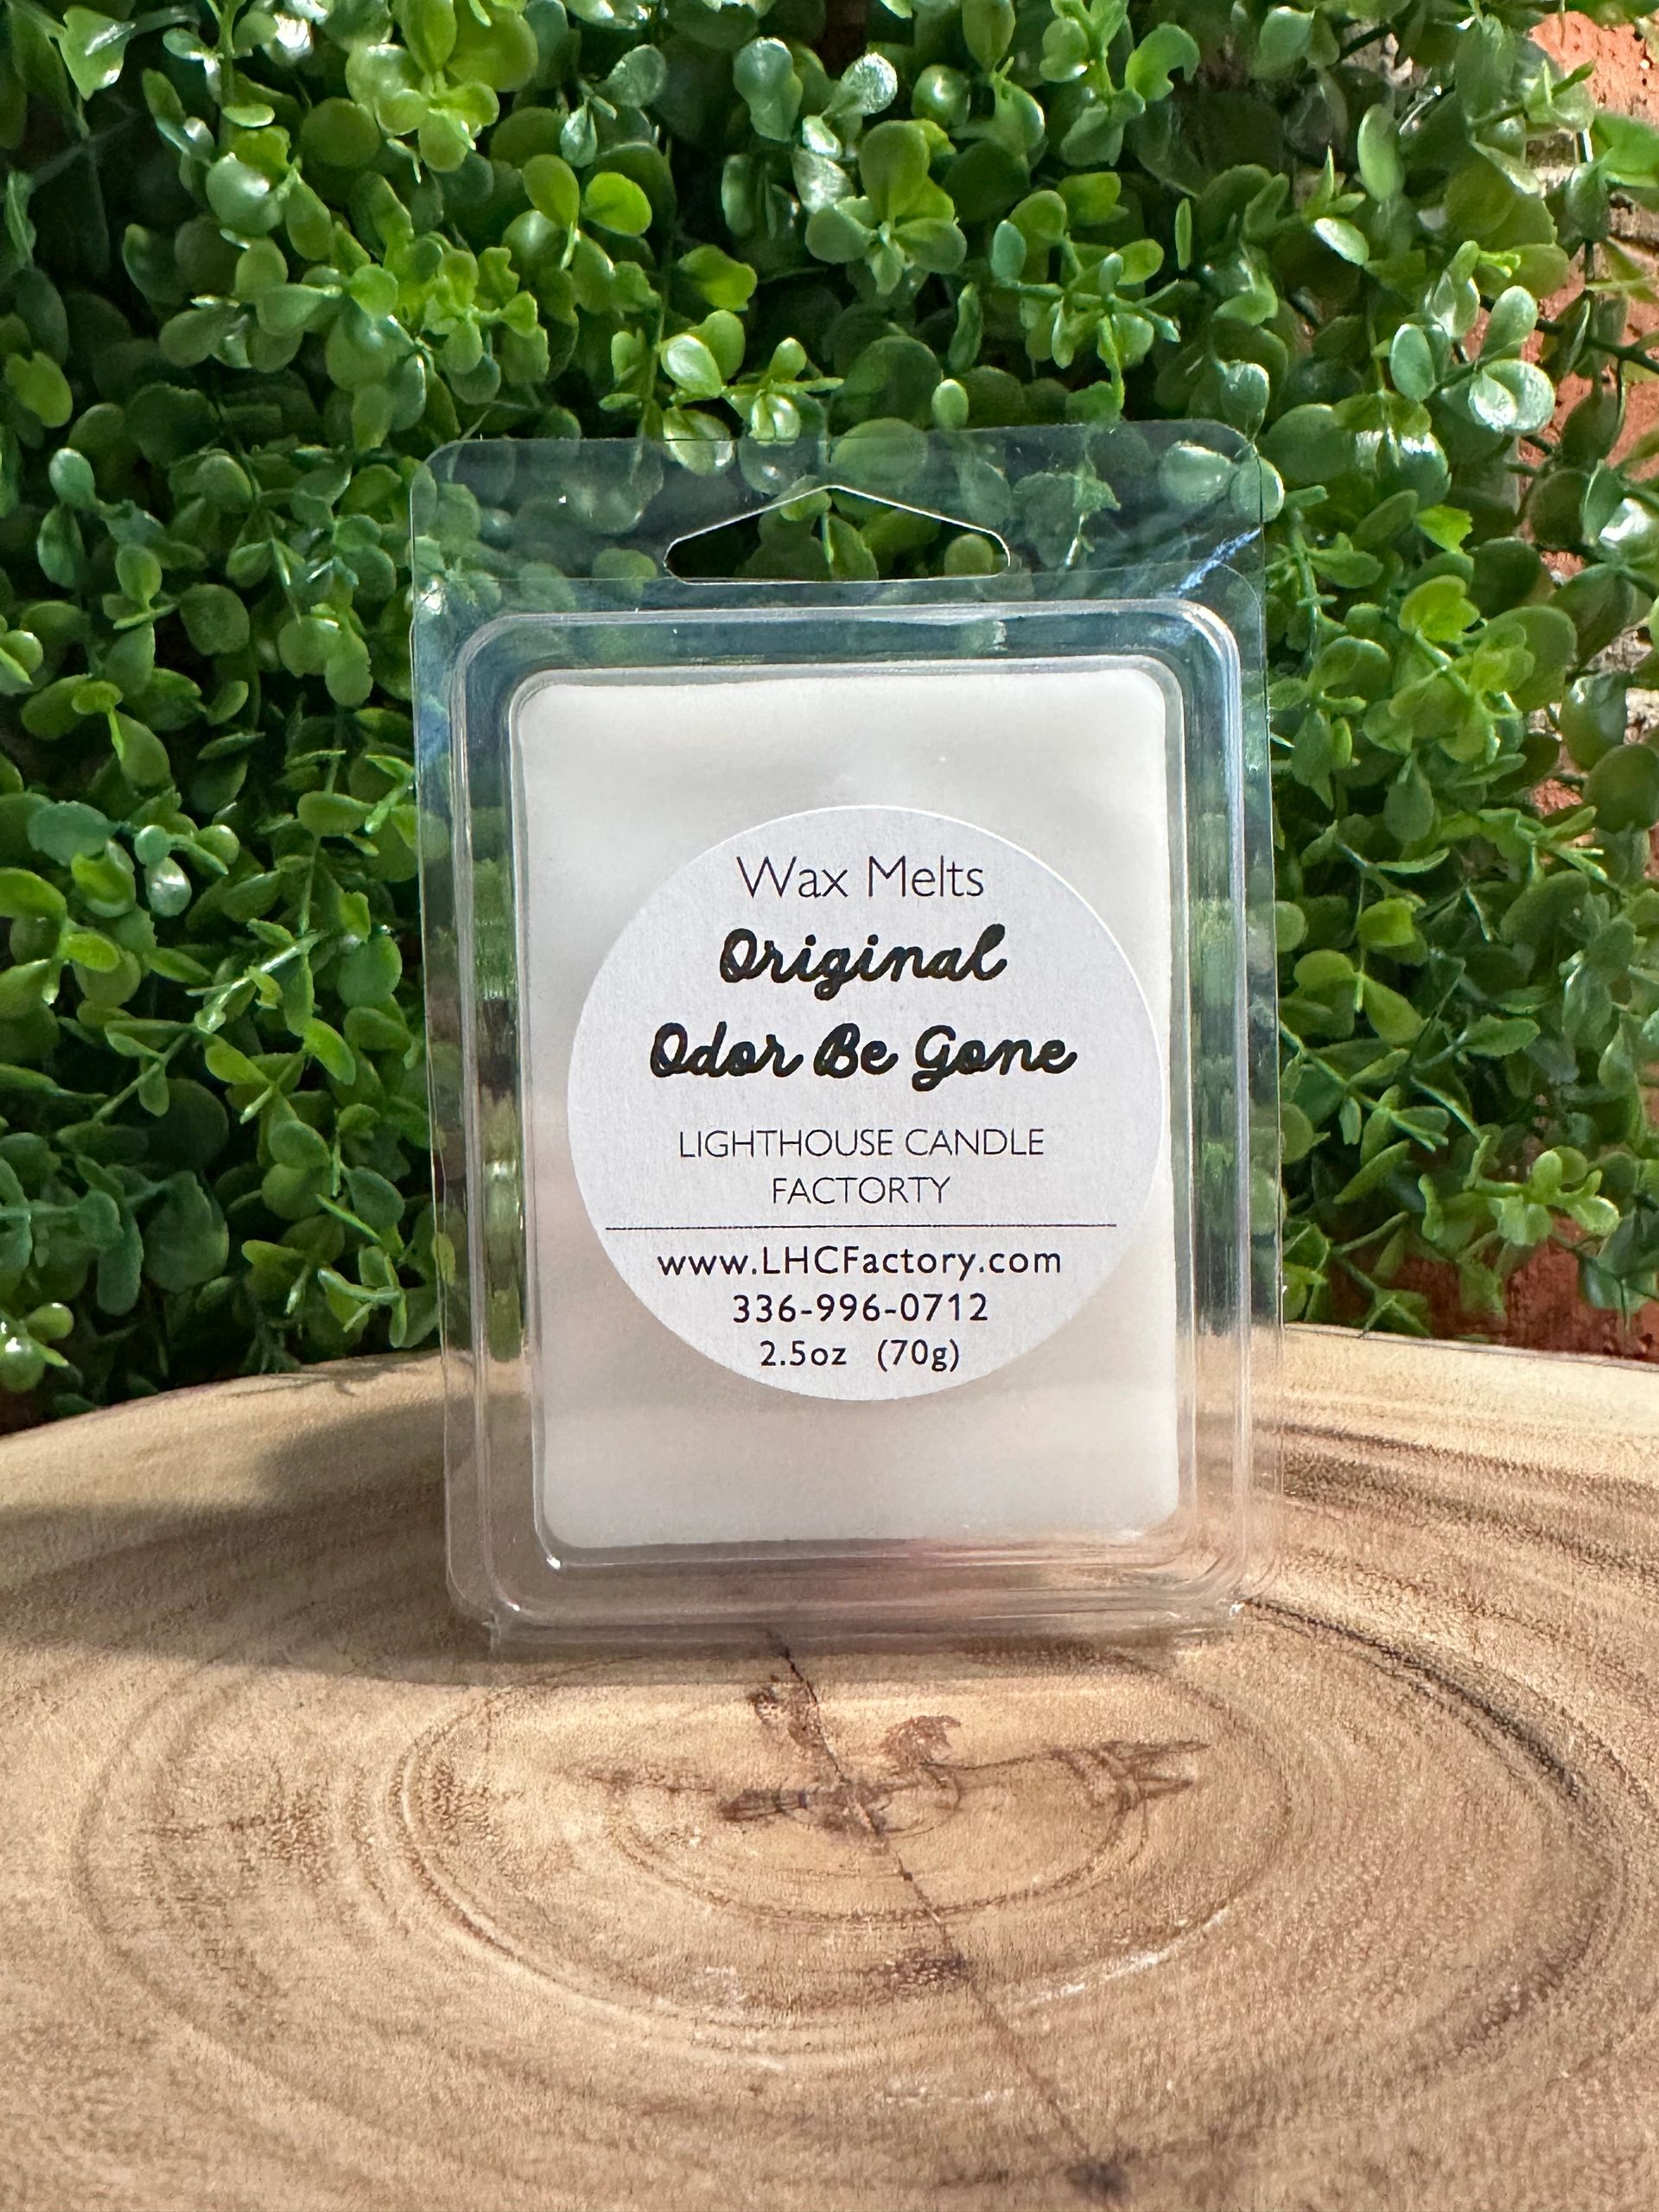 Wax Melts
Original
Odor Be Gone
LIGHTHOUSE CANDLE
FACTORTY
www.LHCFactory.com
336-996-0712
2.5oz (70g)